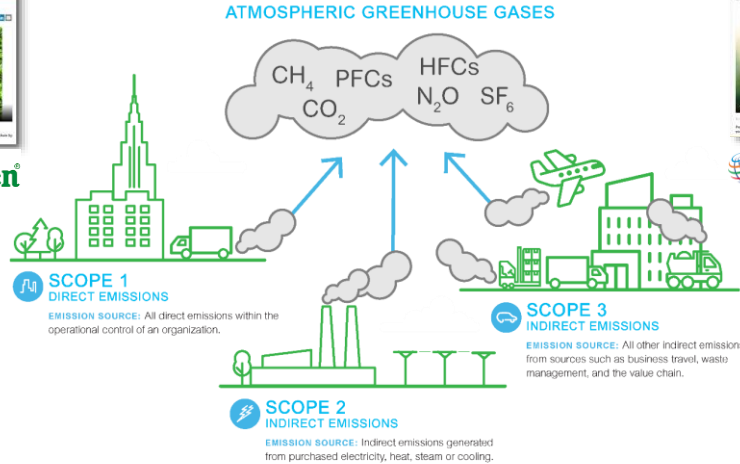 ATMOSPHERIC GREENHOUSE GASES
CH₄ PFCs HFCs
CO₂ N₂O SF₆
SCOPE 1
DIRECT EMISSIONS
EMISSION SOURCE: All direct emissions within the
operational control of an organization.
SCOPE 3
INDIRECT EMISSIONS
EMISSION SOURCE: All other indirect emissions
from sources such as business travel, waste
management, and the value chain.
SCOPE 2
INDIRECT EMISSIONS
EMISSION SOURCE: Indirect emissions generated
from purchased electricity, heat, steam or cooling.